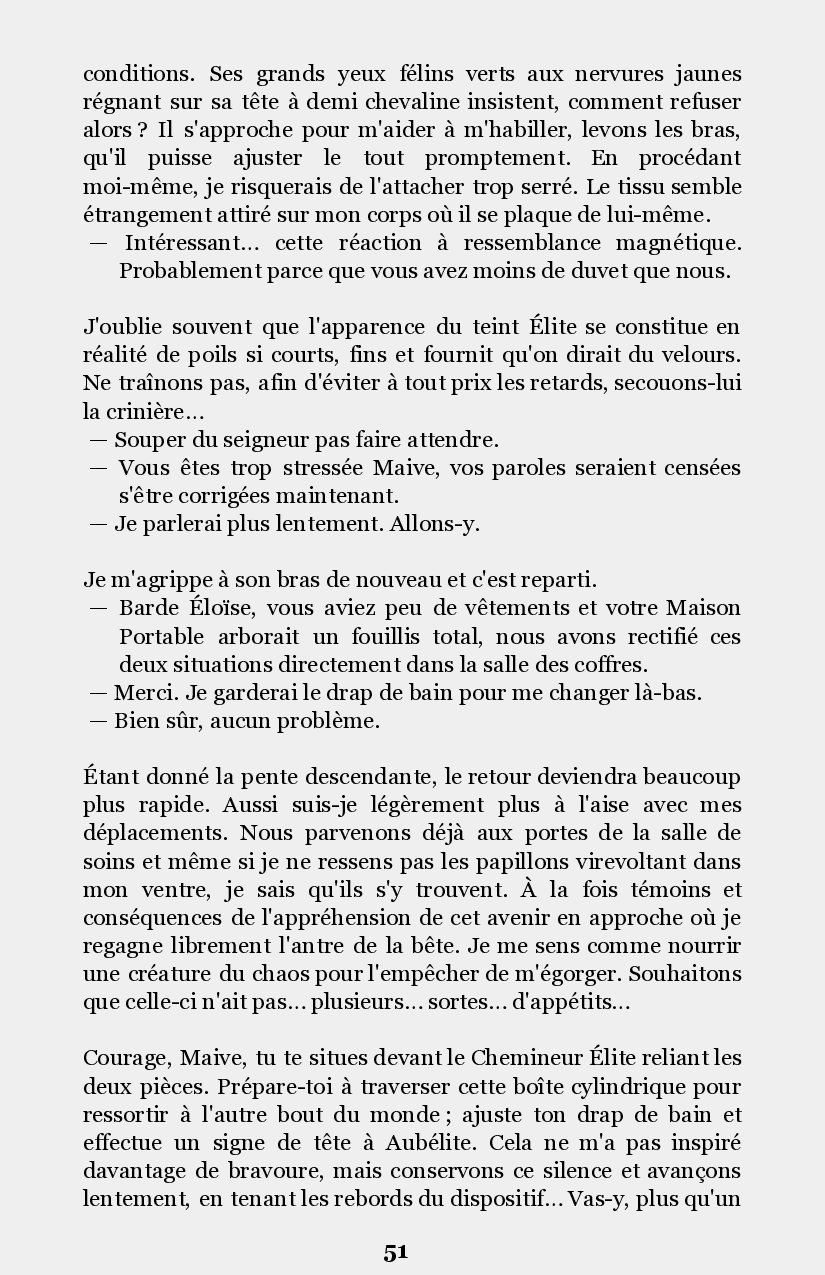 conditions. Ses grands yeux félins verts aux nervures jaunes
régnant sur sa tête à demi chevaline insistent, comment refuser
alors ? Il s'approche pour m'aider à m'habiller, levons les bras,
qu'il puisse ajuster le tout promptement. En procédant
moi-même, je risquerais de l'attacher trop serré. Le tissu semble
étrangement attiré sur mon corps où il se plaque de lui-même.
— Intéressant... cette réaction à ressemblance magnétique.
Probablement parce que vous avez moins de duvet que nous.
J'oublie souvent que l'apparence du teint Élite se constitue en
réalité de poils si courts, fins et fournit qu'on dirait du velours.
Ne traînons pas, afin d'éviter à tout prix les retards, secouons-lui
la crinière...
— Souper du seigneur pas faire attendre.
— Vous êtes trop stressée Maive, vos paroles seraient censées
s'être corrigées maintenant.
— Je parlerai plus lentement. Allons-y.
Je m'agrippe à son bras de nouveau et c'est reparti.
— Barde Éloïse, vous aviez peu de vêtements et votre Maison
Portable arborait un fouillis total, nous avons rectifié ces
deux situations directement dans la salle des coffres.
— Merci. Je garderai le drap de bain pour me changer là-bas.
— Bien sûr, aucun problème.
Étant donné la pente descendante, le retour deviendra beaucoup
plus rapide. Aussi suis-je légèrement plus à l'aise avec mes
déplacements. Nous parvenons déjà aux portes de la salle de
soins et même si je ne ressens pas les papillons virevoltant dans
mon ventre, je sais qu'ils s'y trouvent. À la fois témoins et
conséquences de l'appréhension de cet avenir en approche où je
regagne librement l'antre de la bête. Je me sens comme nourrir
une créature du chaos pour l'empêcher de m'égorger. Souhaitons
que celle-ci n'ait pas... plusieurs... sortes... d'appétits...
Courage, Maive, tu te situes devant le Chemineur Élite reliant les
deux pièces. Prépare-toi à traverser cette boîte cylindrique pour
ressortir à l'autre bout du monde ; ajuste ton drap de bain et
effectue un signe de tête à Aubélite. Cela ne m'a pas inspiré
davantage de bravoure, mais conservons ce silence et avançons
lentement, en tenant les rebords du dispositif... Vas-y, plus qu'un
51